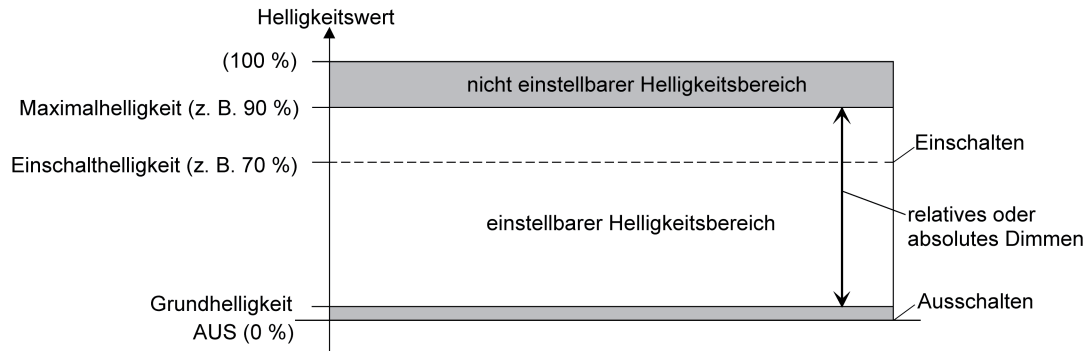 Helligkeitswert
(100 %)
nicht einstellbarer Helligkeitsbereich
Maximalhelligkeit (z. B. 90 %)
Einschalten
Einschalthelligkeit (z. B. 70 %)
einstellbarer Helligkeitsbereich
relatives oder
absolutes Dimmen
Grundhelligkeit
Ausschalten
AUS (0 %)